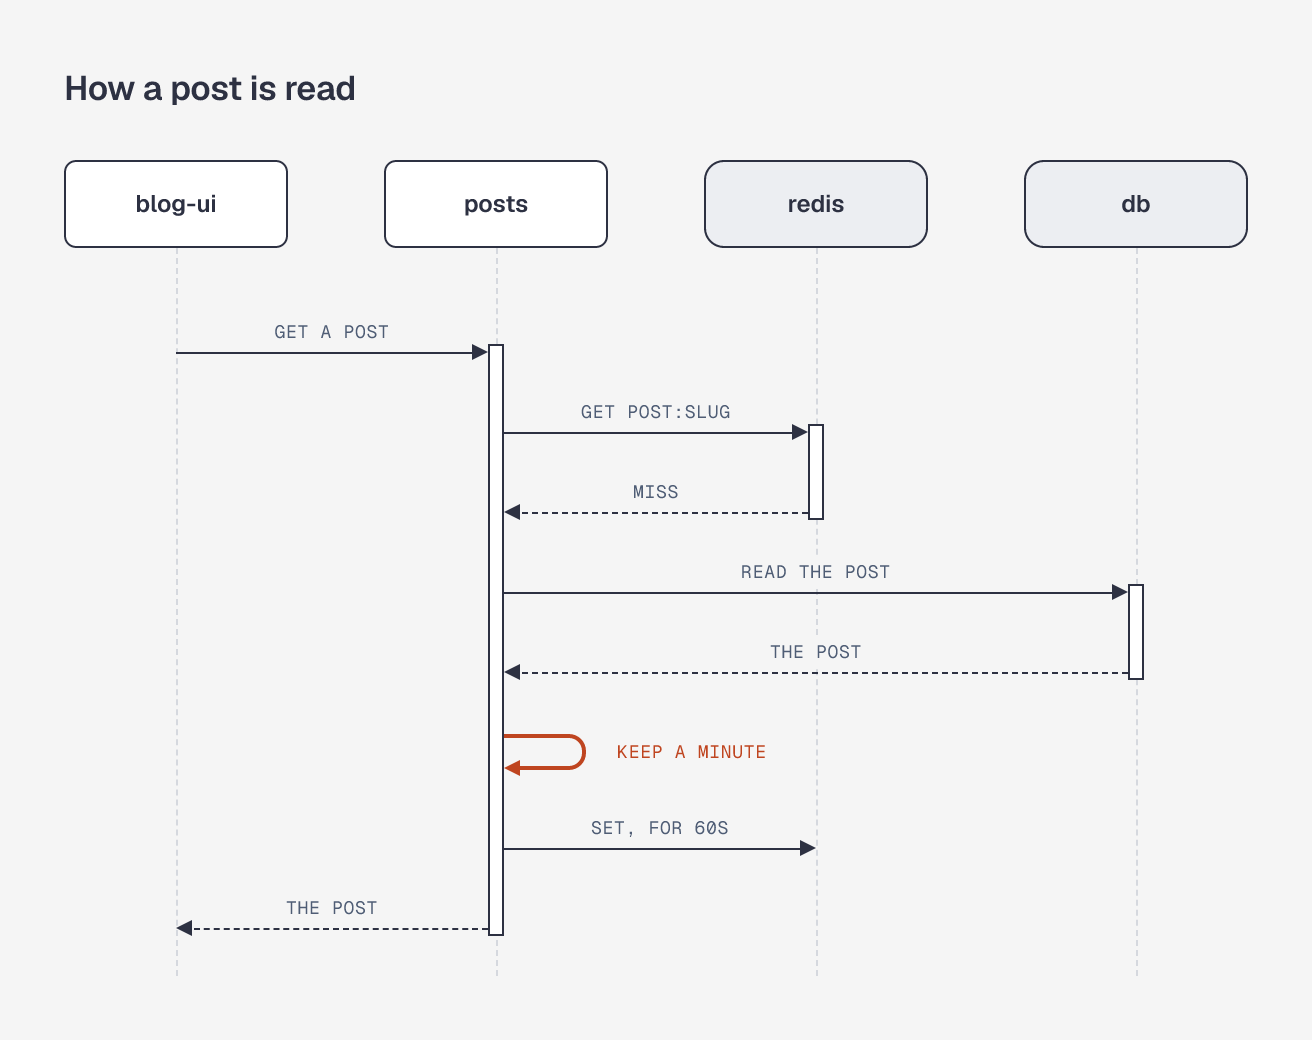 How a post is read
blog-ui
posts
redis
db
GET A POST
GET POST:SLUG
MISS
READ THE POST
THE POST
KEEP A MINUTE
SET, FOR 60S
THE POST